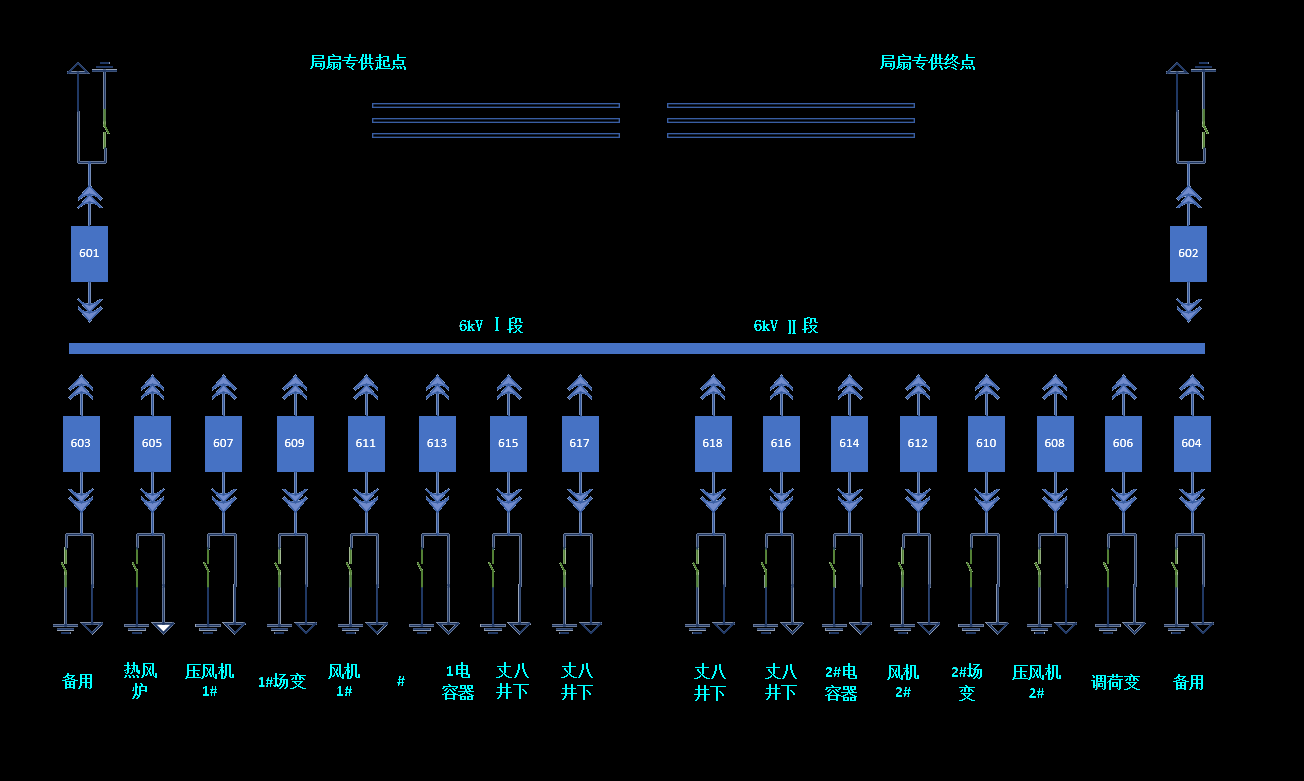 局扇专供起点
局扇专供终点
601
602
6kV Ⅰ段
6kV Ⅱ段
603
605
607
609
611
613
615
617
618
616
614
612
610
608
606
604
备用
热风
炉
压风机
1#
1#场变
风机
1#
#
1电
容器
丈八
井下
丈八
井下
丈八
井下
丈八
井下
2#电
容器
风机
2#
2#场
变
压风机
2#
调荷变
备用